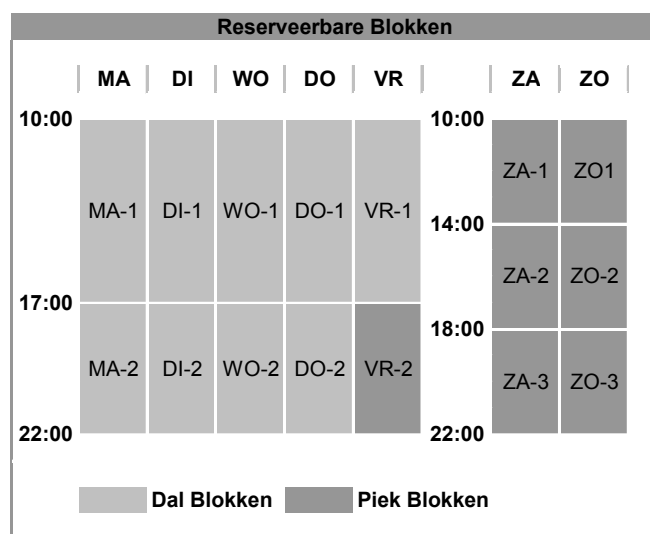 Reserveerbare Blokken
MA DI WO DO VR ZA ZO
10:00 10:00
ZA-1 ZO1
MA-1 DI-1 WO-1 DO-1 VR-1
14:00
ZA-2 ZO-2
17:00
18:00
MA-2 DI-2 WO-2 DO-2 VR-2
ZA-3 ZO-3
22:00 22:00
Dal Blokken Piek Blokken